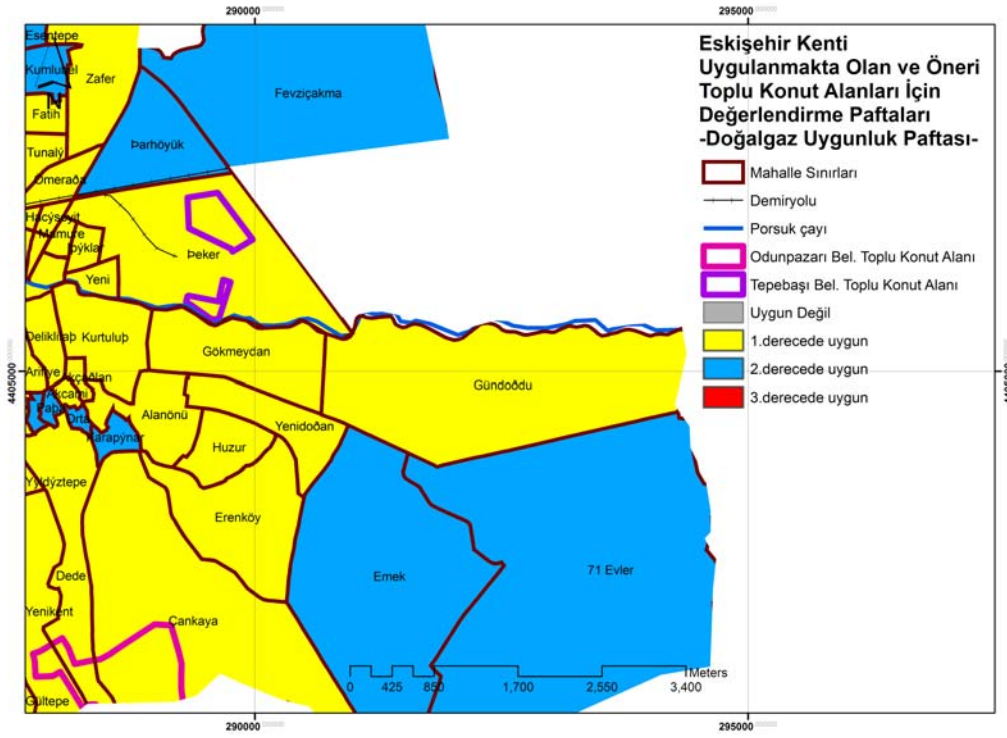 290000
295000
Eskişehir Kenti
Uygulanmakta Olan ve Öneri
Toplu Konut Alanları İçin
Değerlendirme Paftaları
-Doğalgaz Uygunluk Paftası-
Mahalle Sınırları
Demiryolu
Porsuk çayı
Odunpazarı Bel. Toplu Konut Alanı
Tepebaşı Bel. Toplu Konut Alanı
Uygun Değil
1.derecede uygun
2.derecede uygun
3.derecede uygun
Esentepe
Zafer
Fevziçakma
Fatih
Þarhöyük
Tunalý
Hacýseyit
Mamure
Þeker
Yeni
Kurtuluþ
Gökmeydan
4405000
Gündoðdu
Akcami
Orta
Alanönü
Yenidoðan
Karapýnar
Huzur
Yýldýztepe
Erenköy
Dede
Emek
71 Evler
Yenikent
Cankaya
Gültepe
Meters
0 425 850 1,700 2,550 3,400
290000
295000